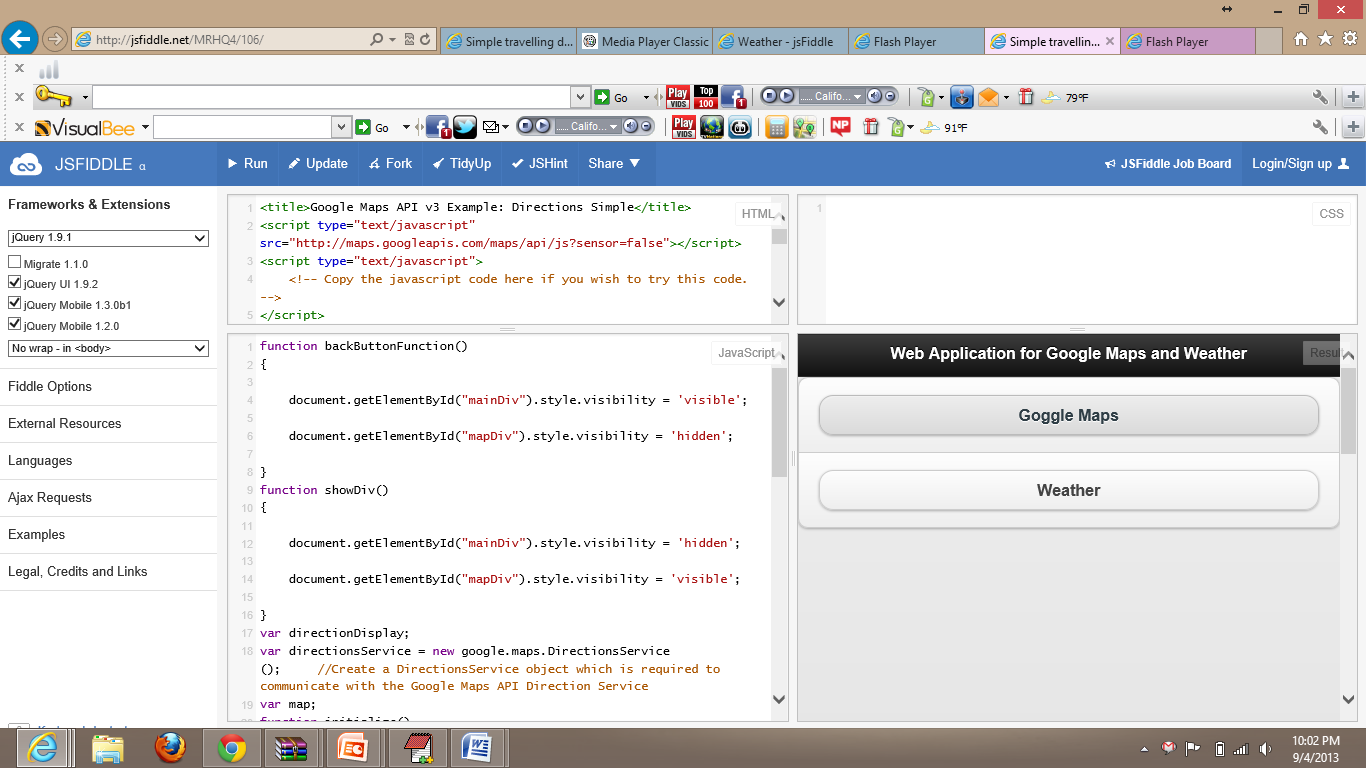 http://jsfiddle.net/MRHQ4/106/
Simple travelling d...
Media Player Classic
Weather - jsFiddle
Flash Player
Simple travellin...
Flash Player
Go
Play VIDS
Top 100
1
...... Califo...
79°F
VisualBee
Go
1
...... Califo...
Play VIDS
NP
91°F
JSFIDDLE α
Run
Update
Fork
TidyUp
JSHint
Share
JSFiddle Job Board
Login/Sign up
Frameworks & Extensions
jQuery 1.9.1
Migrate 1.1.0
jQuery UI 1.9.2
jQuery Mobile 1.3.0b1
jQuery Mobile 1.2.0
No wrap - in <body>
Fiddle Options
External Resources
Languages
Ajax Requests
Examples
Legal, Credits and Links
HTML
1 <title>Google Maps API v3 Example: Directions Simple</title>
2 <script type="text/javascript"
src="http://maps.googleapis.com/maps/api/js?sensor=false"></script>
3 <script type="text/javascript">
4 <!-- Copy the javascript code here if you wish to try this code.
-->
5 </script>
CSS
1
JavaScript
1 function backButtonFunction()
2 {
3
4 document.getElementById("mainDiv").style.visibility = 'visible';
5
6 document.getElementById("mapDiv").style.visibility = 'hidden';
7
8 }
9 function showDiv()
10 {
11
12 document.getElementById("mainDiv").style.visibility = 'hidden';
13
14 document.getElementById("mapDiv").style.visibility = 'visible';
15
16 }
17 var directionDisplay;
18 var directionsService = new google.maps.DirectionsService
(); //Create a DirectionsService object which is required to
communicate with the Google Maps API Direction Service
19 var map;
function initialize()
Result
Web Application for Google Maps and Weather
Goggle Maps
Weather
10:02 PM
9/4/2013